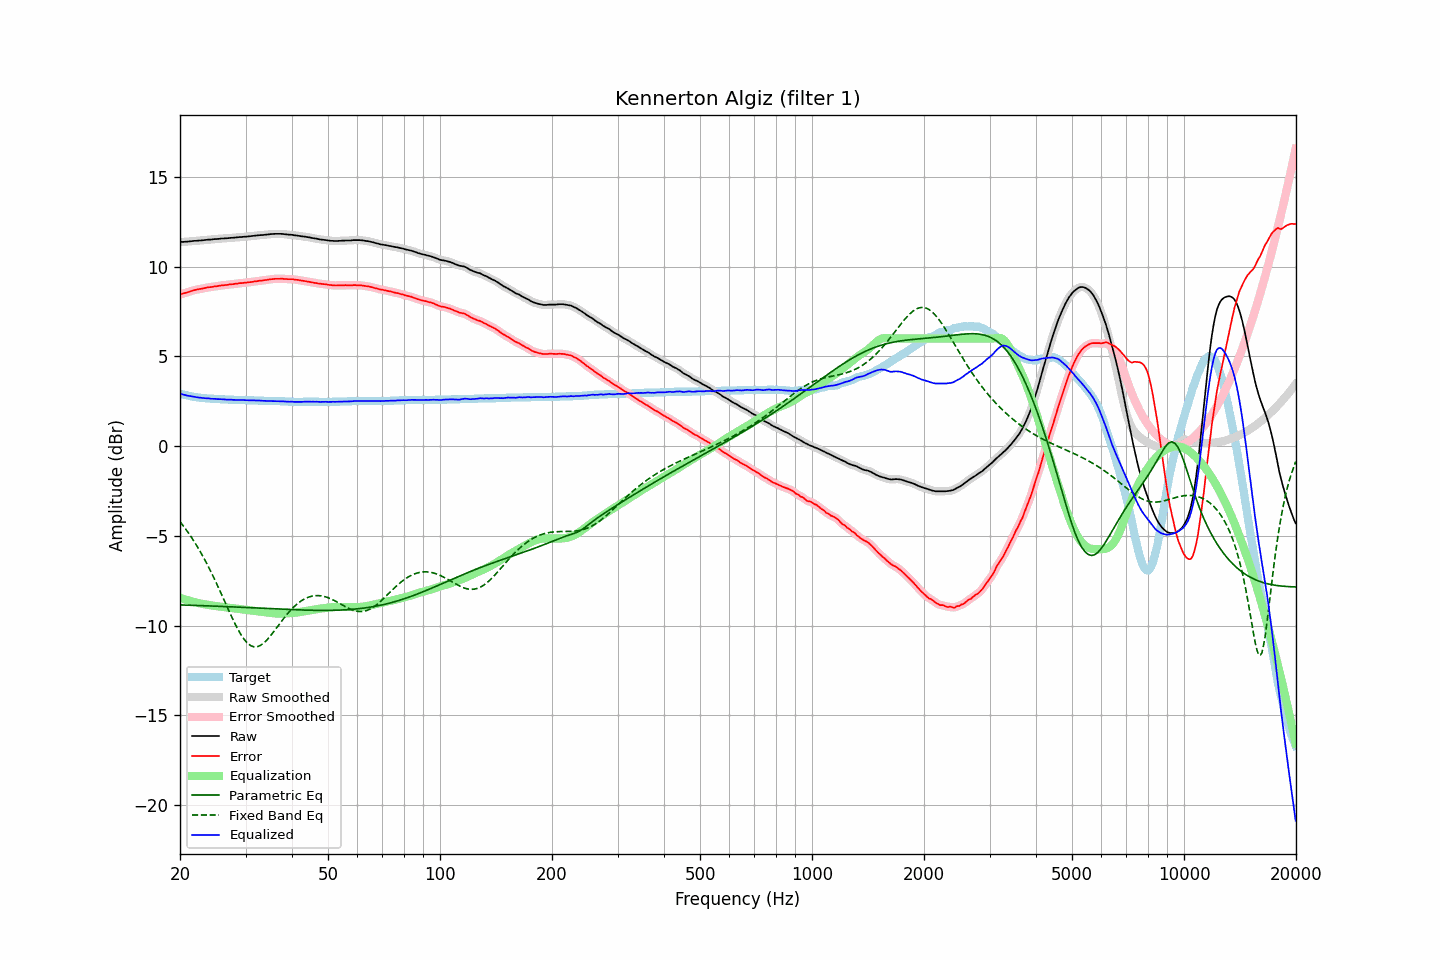 Kennerton Algiz (filter 1)
15
10
5
0
−5
−10
−15
−20
Amplitude (dBr)
Target
Raw Smoothed
Error Smoothed
Raw
Error
Equalization
Parametric Eq
Fixed Band Eq
Equalized
20 50 100 200 500 1000 2000 5000 10000 20000
Frequency (Hz)